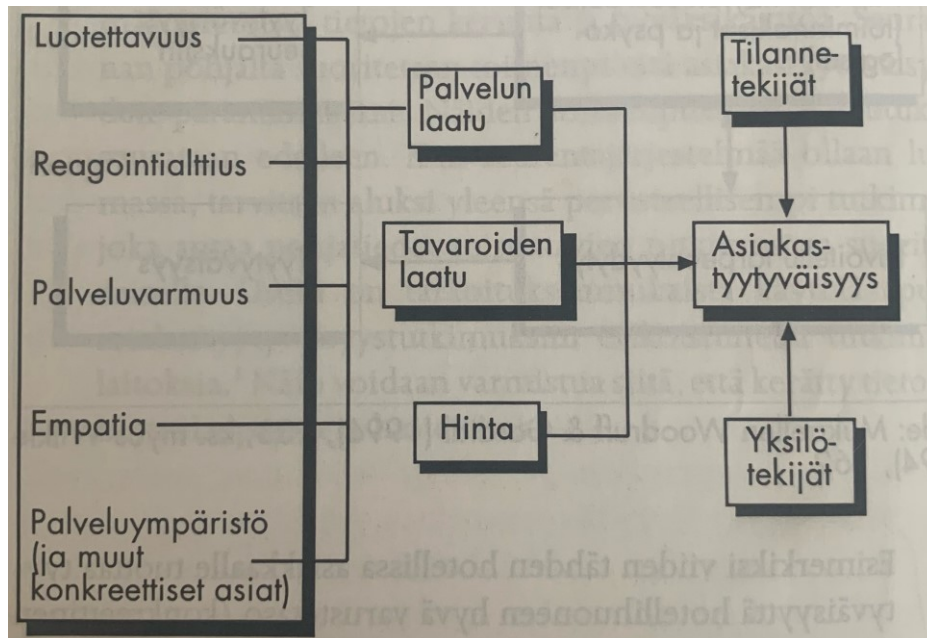 Luotettavuus
Reagointialttius
Palveluvarmuus
Empatia
Palveluympäristö
(ja muut
konkreettiset asiat)
Palvelun
laatu
Tavaroiden
laatu
Hinta
Tilanne-
tekijät
Asiakas-
tyytyväisyys
Yksilö-
tekijät